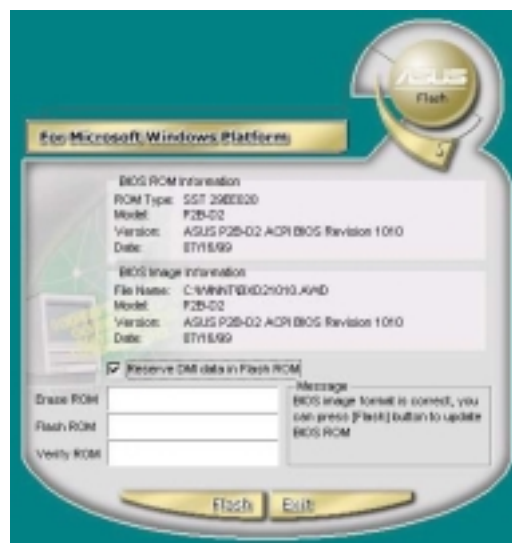 ASUS
Flash
For Microsoft Windows Platform
BIOS ROM Information
ROM Type: SST 29EE020
Model: P2B-D2
Version: ASUS P2B-D2 ACPI BIOS Revision 1010
Date: 07/16/99
BIOS Image Information
File Name: C:\WINNT\BXD21010.AWD
Model: P2B-D2
Version: ASUS P2B-D2 ACPI BIOS Revision 1010
Date: 07/16/99
Reserve DMI data in Flash ROM
Erase ROM
Flash ROM
Verify ROM
Message
BIOS image format is correct, you
can press [Flash] button to update
BIOS ROM
Flash
Exit